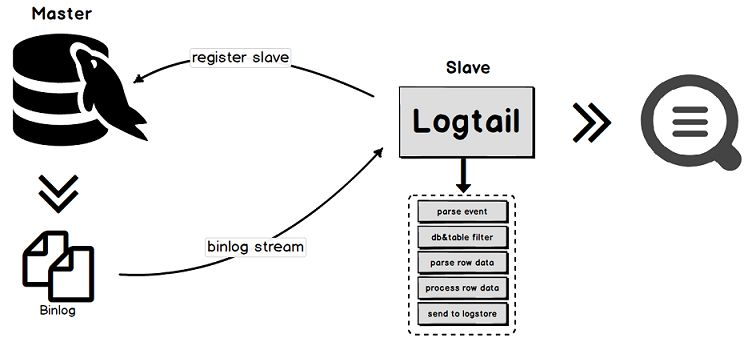 Master
register slave
Slave
Logtail
binlog stream
Binlog
parse event
db&table filter
parse row data
process row data
send to logstore